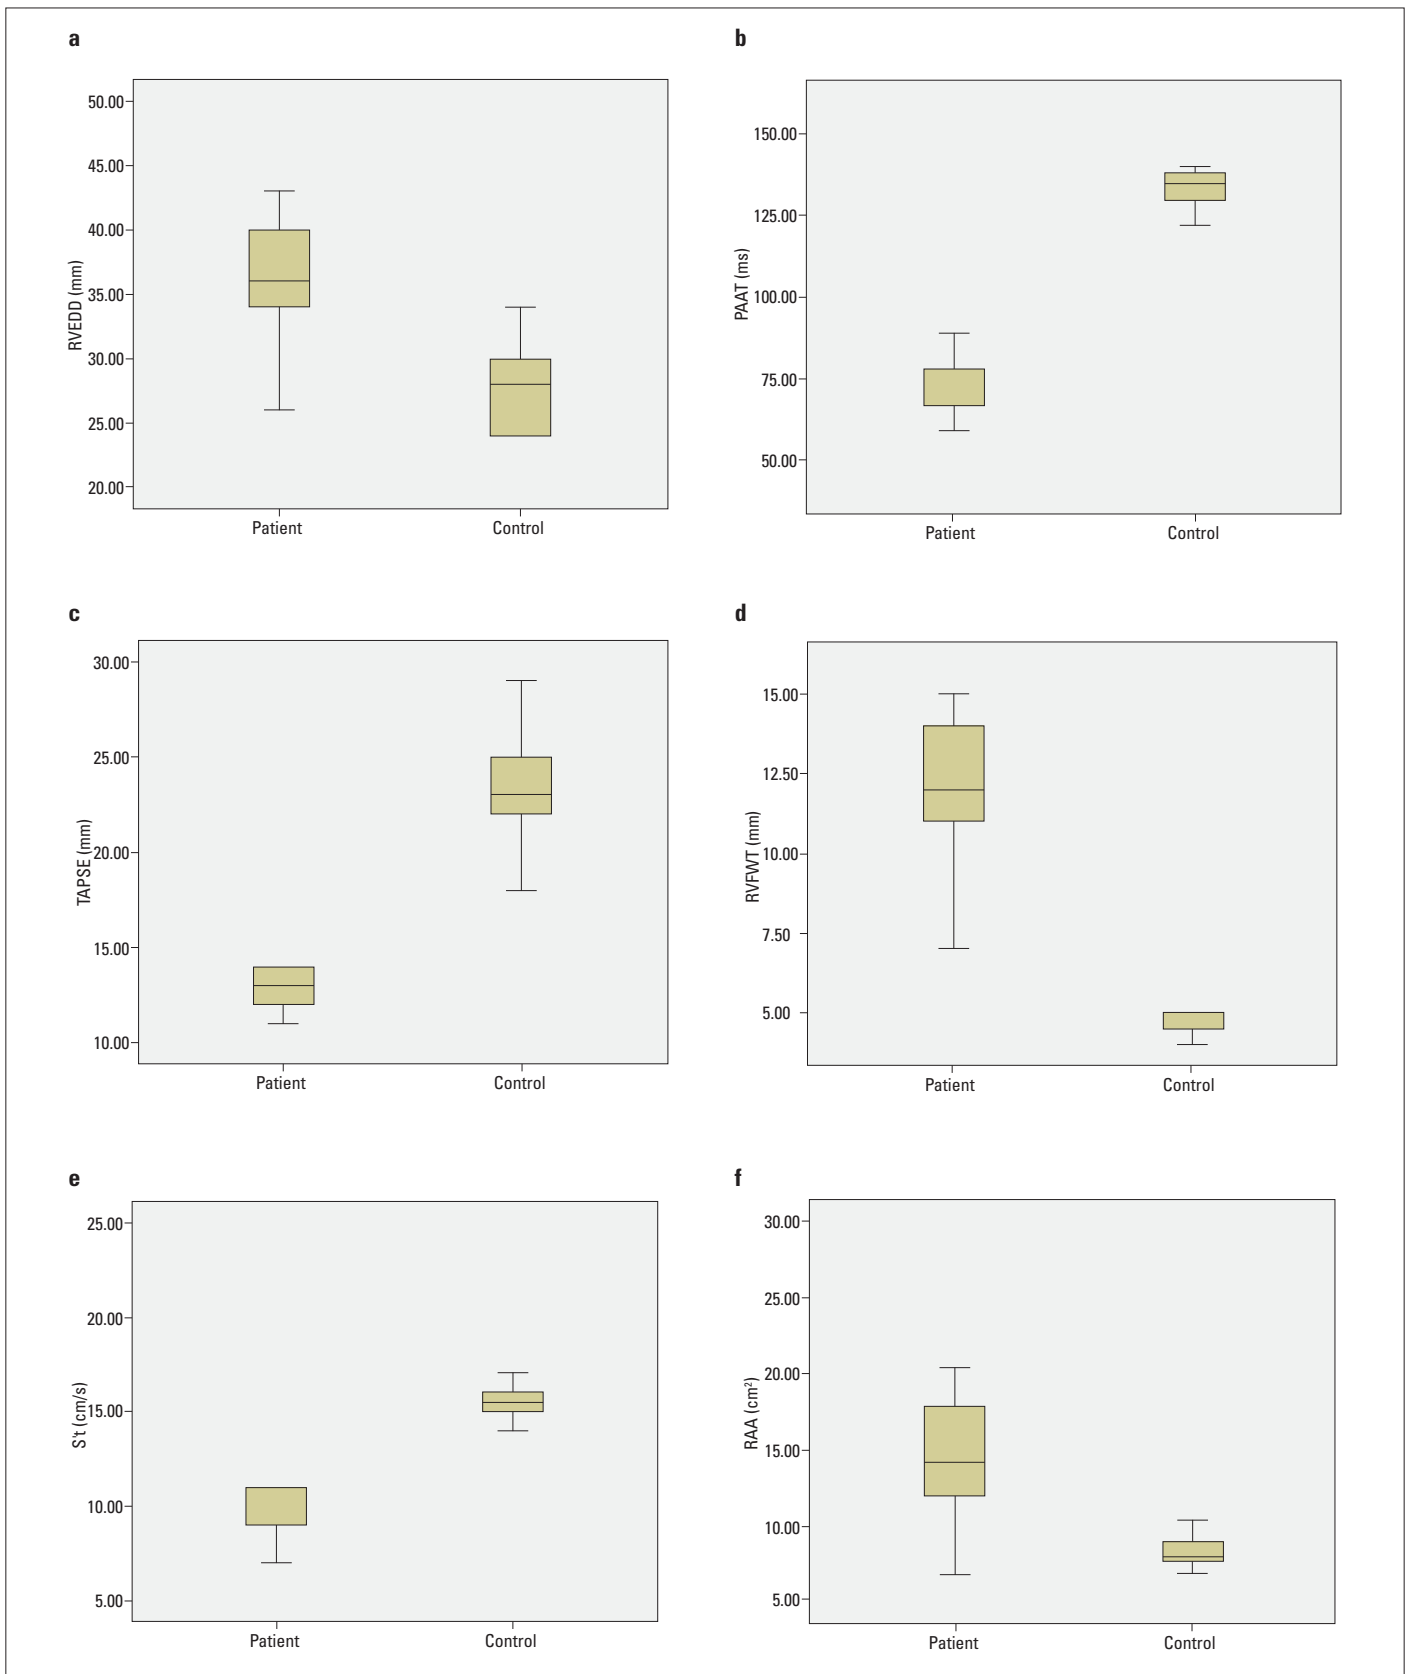 a
50.00
45.00
40.00
35.00
30.00
25.00
20.00
RVEDD (mm)
Patient
Control
b
150.00
125.00
100.00
75.00
50.00
PAAT (ms)
Patient
Control
c
30.00
25.00
20.00
15.00
10.00
TAPSE (mm)
Patient
Control
d
15.00
12.50
10.00
7.50
5.00
RVFWT (mm)
Patient
Control
e
25.00
20.00
15.00
10.00
5.00
S't (cm/s)
Patient
Control
f
30.00
25.00
20.00
15.00
10.00
5.00
RAA (cm²)
Patient
Control